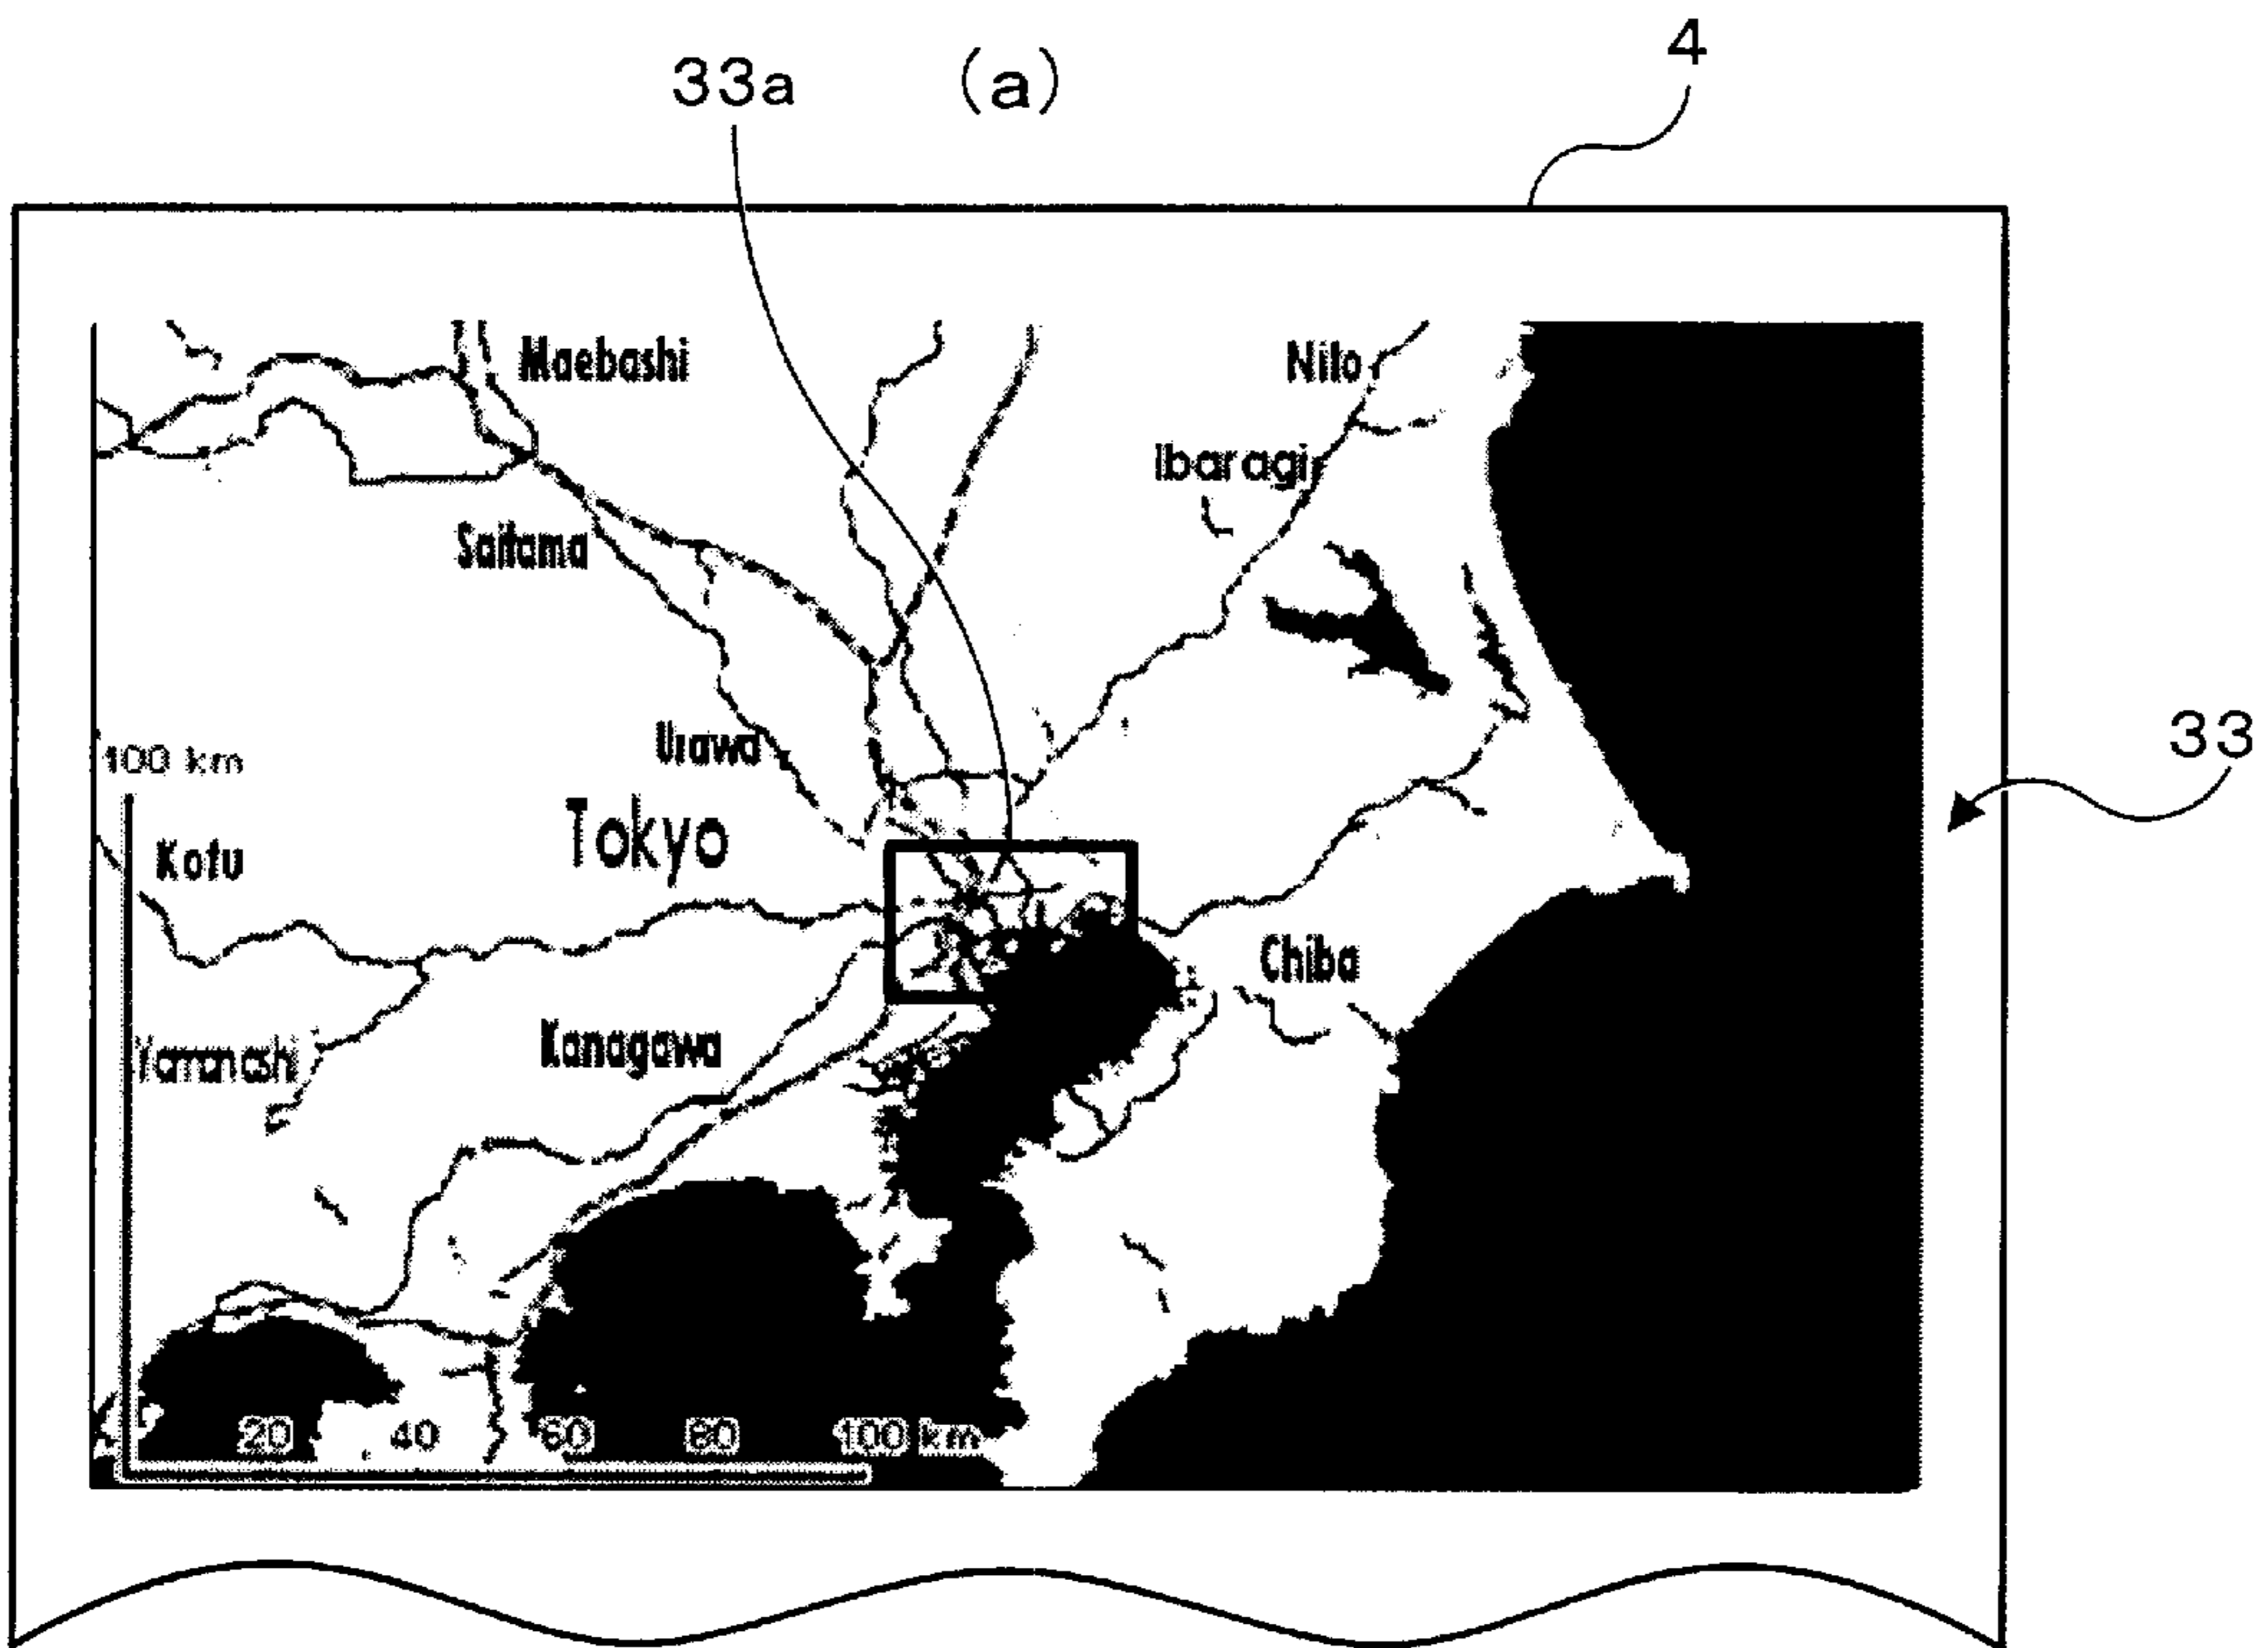 4
33a (a)
Maebashi
Nilo
Ibaragi
Saitama
33
Urawa
100 km
Tokyo
Kofu
Chiba
Kanagawa
Yamanashi
20 40 60 80 100 km